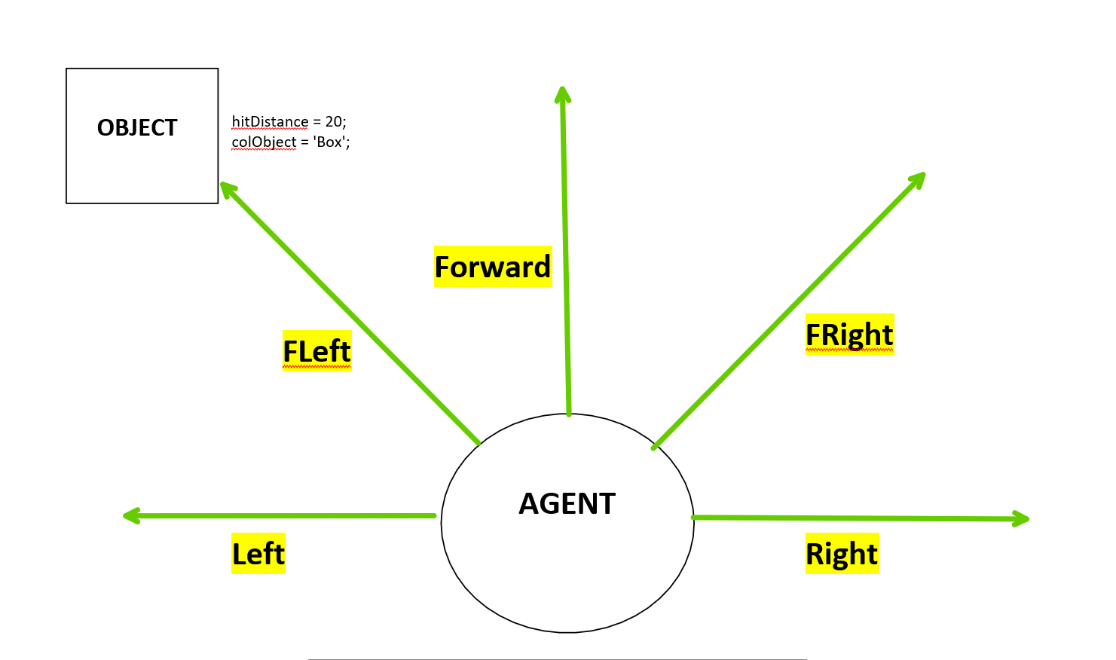 OBJECT
hitDistance = 20;
colObject = 'Box';
Forward
FLeft
FRight
AGENT
Left
Right